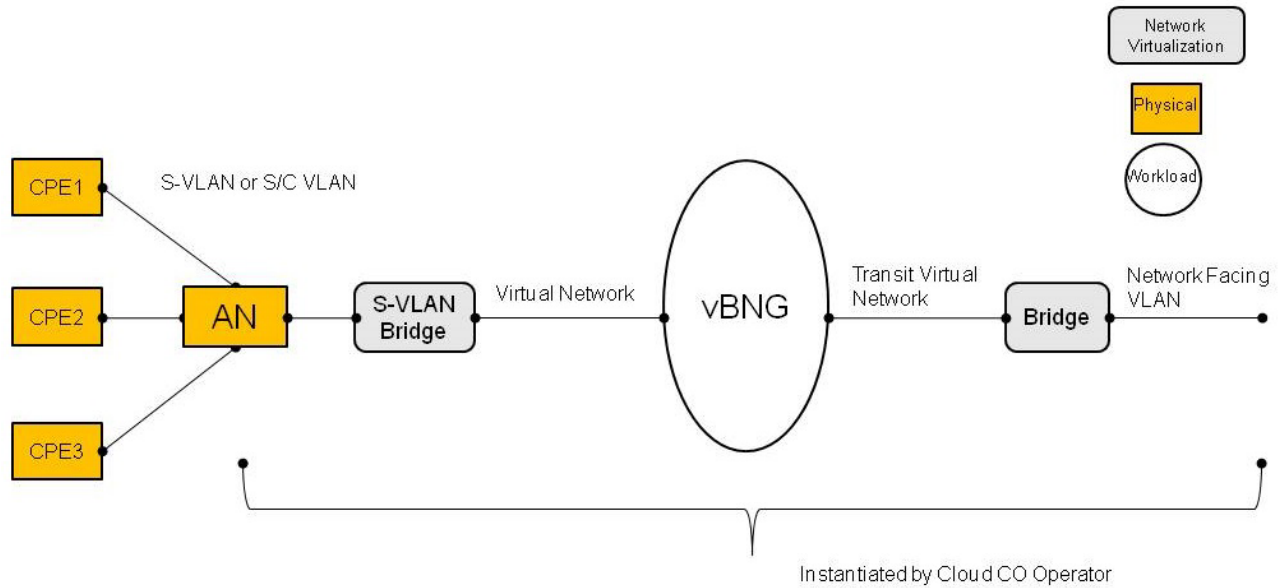 Network
Virtualization
Physical
Workload
CPE1
S-VLAN or S/C VLAN
CPE2
AN
S-VLAN
Bridge
Virtual Network
vBNG
Transit Virtual
Network
Bridge
Network Facing
VLAN
CPE3
Instantiated by Cloud CO Operator